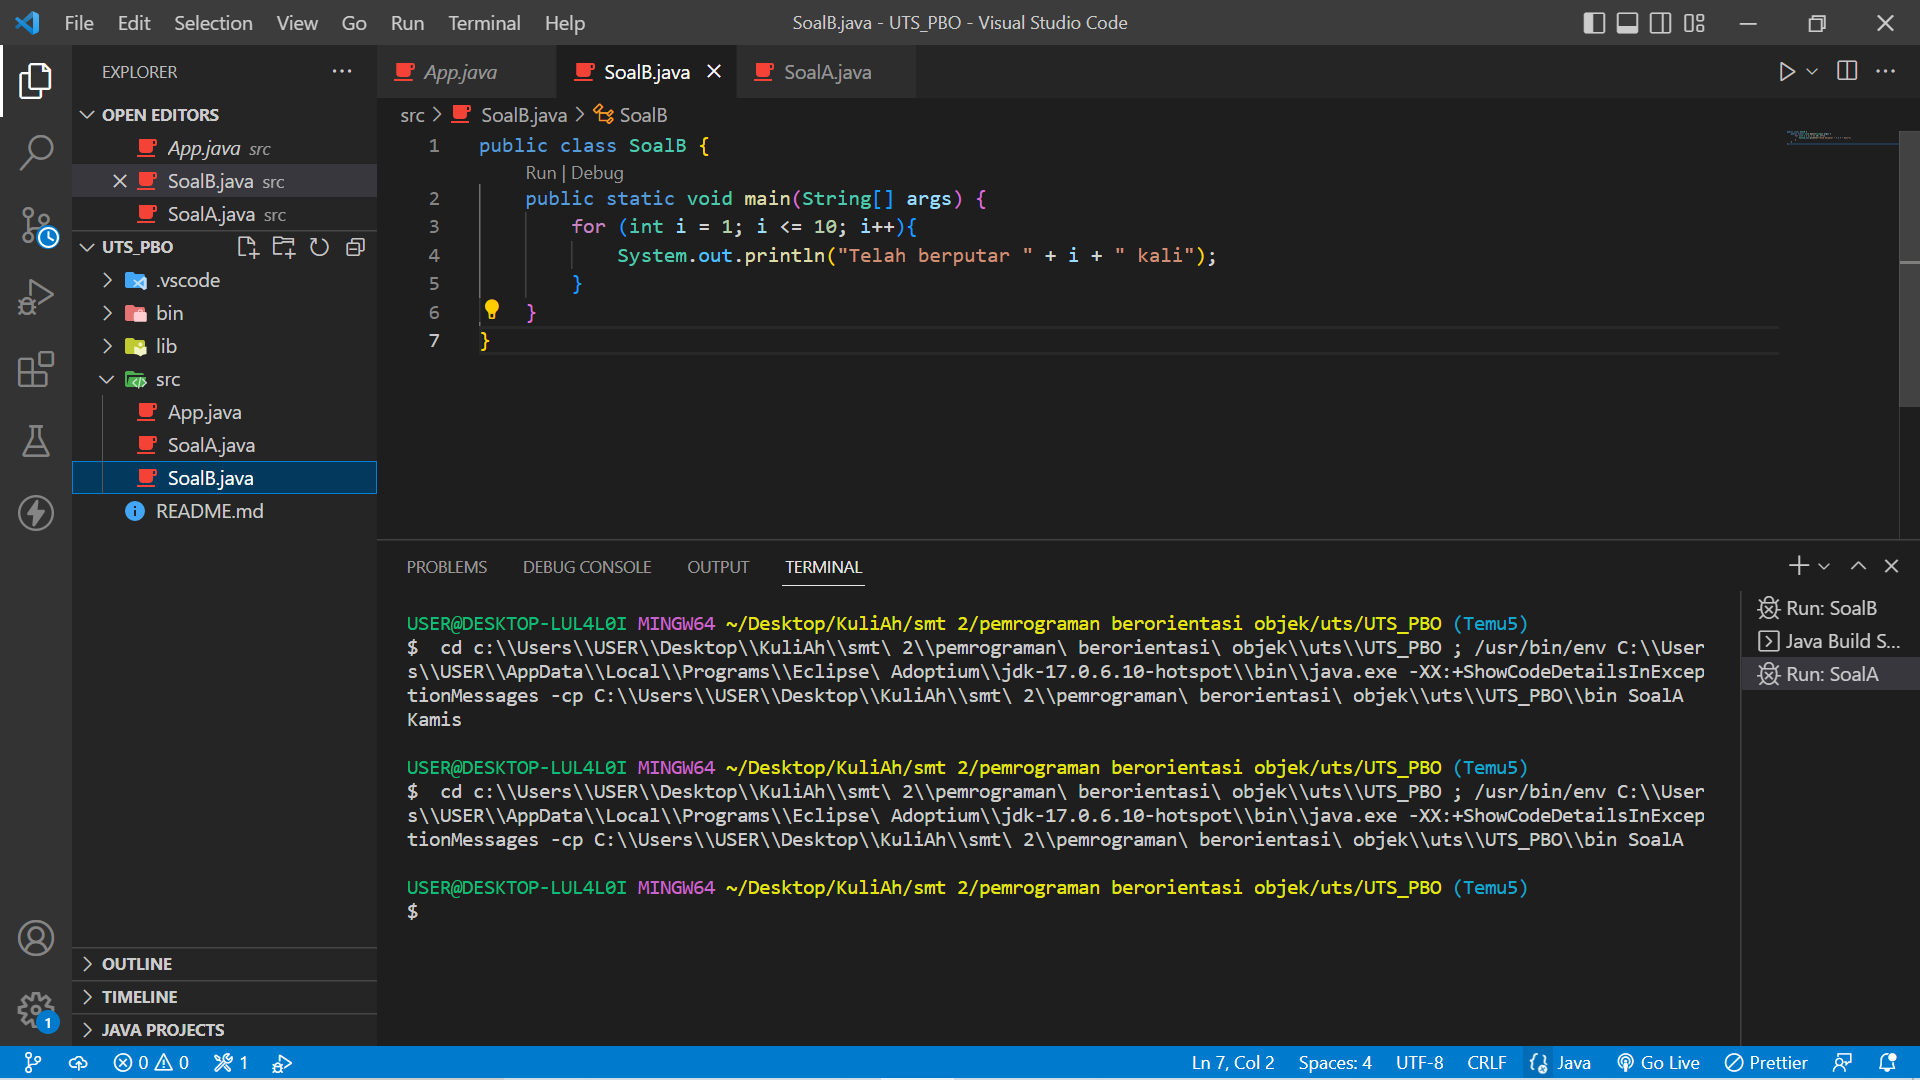 File Edit Selection View Go Run Terminal Help
SoalB.java - UTS_PBO - Visual Studio Code
EXPLORER
OPEN EDITORS
App.java src
SoalB.java src
SoalA.java src
UTS_PBO
.vscode
bin
lib
src
App.java
SoalA.java
SoalB.java
README.md
OUTLINE
TIMELINE
JAVA PROJECTS
App.java SoalB.java SoalA.java
src > SoalB.java > SoalB
1 public class SoalB {
Run | Debug
2 public static void main(String[] args) {
3 for (int i = 1; i <= 10; i++){
4 System.out.println("Telah berputar " + i + " kali");
5 }
6 }
7 }
PROBLEMS DEBUG CONSOLE OUTPUT TERMINAL
USER@DESKTOP-LUL4L0I MINGW64 ~/Desktop/KuliAh/smt 2/pemrograman berorientasi objek/uts/UTS_PBO (Temu5)
$  cd c:\\Users\\USER\\Desktop\\KuliAh\\smt\ 2\\pemrograman\ berorientasi\ objek\\uts\\UTS_PBO ; /usr/bin/env C:\\User
s\\USER\\AppData\\Local\\Programs\\Eclipse\ Adoptium\\jdk-17.0.6.10-hotspot\\bin\\java.exe -XX:+ShowCodeDetailsInExcep
tionMessages -cp C:\\Users\\USER\\Desktop\\KuliAh\\smt\ 2\\pemrograman\ berorientasi\ objek\\uts\\UTS_PBO\\bin SoalA
Kamis
USER@DESKTOP-LUL4L0I MINGW64 ~/Desktop/KuliAh/smt 2/pemrograman berorientasi objek/uts/UTS_PBO (Temu5)
$  cd c:\\Users\\USER\\Desktop\\KuliAh\\smt\ 2\\pemrograman\ berorientasi\ objek\\uts\\UTS_PBO ; /usr/bin/env C:\\User
s\\USER\\AppData\\Local\\Programs\\Eclipse\ Adoptium\\jdk-17.0.6.10-hotspot\\bin\\java.exe -XX:+ShowCodeDetailsInExcep
tionMessages -cp C:\\Users\\USER\\Desktop\\KuliAh\\smt\ 2\\pemrograman\ berorientasi\ objek\\uts\\UTS_PBO\\bin SoalA
USER@DESKTOP-LUL4L0I MINGW64 ~/Desktop/KuliAh/smt 2/pemrograman berorientasi objek/uts/UTS_PBO (Temu5)
$
Run: SoalB
Java Build S...
Run: SoalA
1
0 0 1
Ln 7, Col 2 Spaces: 4 UTF-8 CRLF Java Go Live Prettier